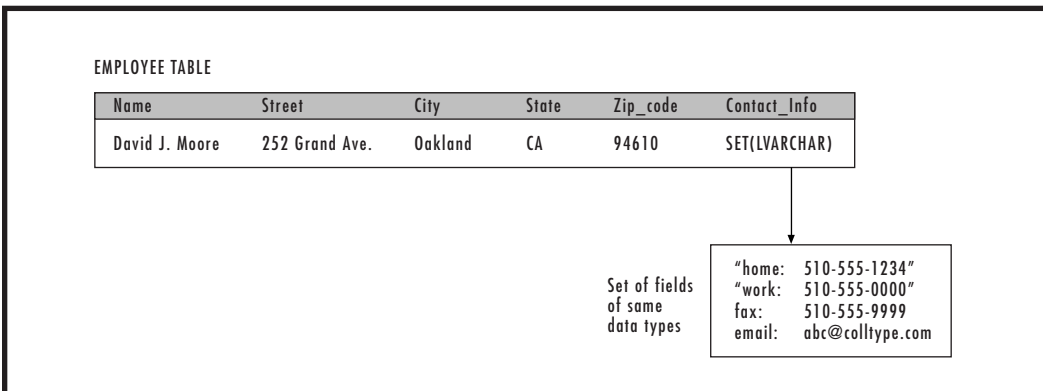 EMPLOYEE TABLE
Name Street City State Zip_code Contact_Info
David J. Moore 252 Grand Ave. Oakland CA 94610 SET(LVARCHAR)
Set of fields
of same
data types
“home: 510-555-1234”
“work: 510-555-0000”
fax: 510-555-9999
email: abc@colltype.com